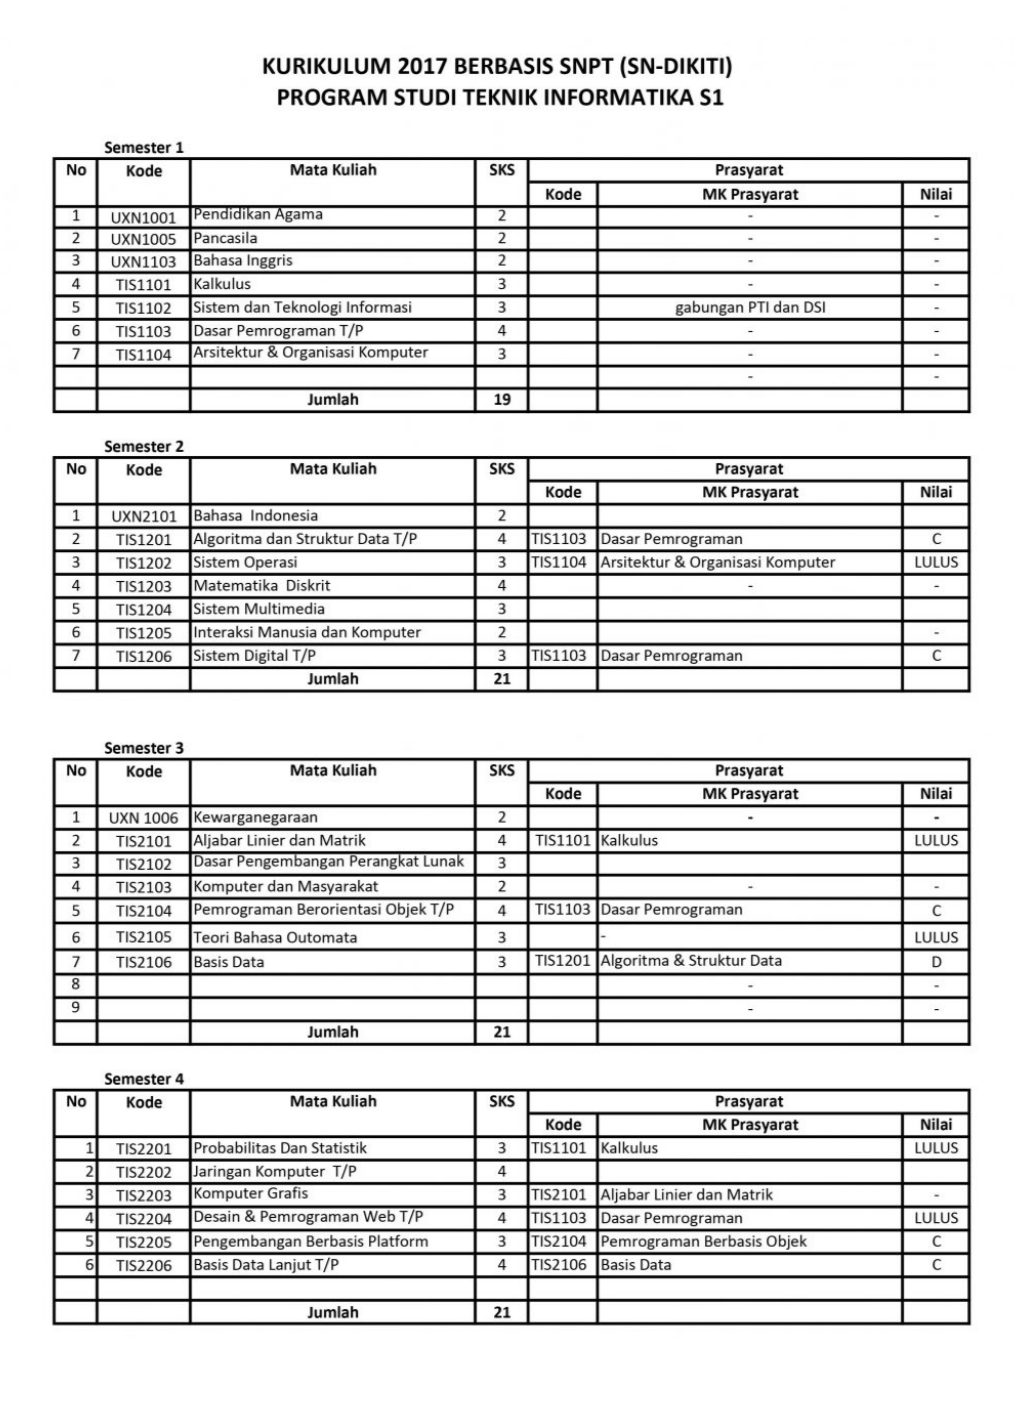 KURIKULUM 2017 BERBASIS SNPT (SN-DIKITI)
PROGRAM STUDI TEKNIK INFORMATIKA S1
Semester 1
No Kode Mata Kuliah SKS Prasyarat
Kode MK Prasyarat Nilai
1 UXN1001 Pendidikan Agama 2 - -
2 UXN1005 Pancasila 2 - -
3 UXN1103 Bahasa Inggris 2 - -
4 TIS1101 Kalkulus 3 - -
5 TIS1102 Sistem dan Teknologi Informasi 3 gabungan PTI dan DSI -
6 TIS1103 Dasar Pemrograman T/P 4 - -
7 TIS1104 Arsitektur & Organisasi Komputer 3 - -
- -
Jumlah 19
Semester 2
No Kode Mata Kuliah SKS Prasyarat
Kode MK Prasyarat Nilai
1 UXN2101 Bahasa Indonesia 2
2 TIS1201 Algoritma dan Struktur Data T/P 4 TIS1103 Dasar Pemrograman C
3 TIS1202 Sistem Operasi 3 TIS1104 Arsitektur & Organisasi Komputer LULUS
4 TIS1203 Matematika Diskrit 4 - -
5 TIS1204 Sistem Multimedia 3
6 TIS1205 Interaksi Manusia dan Komputer 2 -
7 TIS1206 Sistem Digital T/P 3 TIS1103 Dasar Pemrograman C
Jumlah 21
Semester 3
No Kode Mata Kuliah SKS Prasyarat
Kode MK Prasyarat Nilai
1 UXN 1006 Kewarganegaraan 2 - -
2 TIS2101 Aljabar Linier dan Matrik 4 TIS1101 Kalkulus LULUS
3 TIS2102 Dasar Pengembangan Perangkat Lunak 3
4 TIS2103 Komputer dan Masyarakat 2 - -
5 TIS2104 Pemrograman Berorientasi Objek T/P 4 TIS1103 Dasar Pemrograman C
6 TIS2105 Teori Bahasa Outomata 3 - LULUS
7 TIS2106 Basis Data 3 TIS1201 Algoritma & Struktur Data D
8 - -
9 - -
Jumlah 21
Semester 4
No Kode Mata Kuliah SKS Prasyarat
Kode MK Prasyarat Nilai
1 TIS2201 Probabilitas Dan Statistik 3 TIS1101 Kalkulus LULUS
2 TIS2202 Jaringan Komputer T/P 4
3 TIS2203 Komputer Grafis 3 TIS2101 Aljabar Linier dan Matrik -
4 TIS2204 Desain & Pemrograman Web T/P 4 TIS1103 Dasar Pemrograman LULUS
5 TIS2205 Pengembangan Berbasis Platform 3 TIS2104 Pemrograman Berbasis Objek C
6 TIS2206 Basis Data Lanjut T/P 4 TIS2106 Basis Data C
Jumlah 21